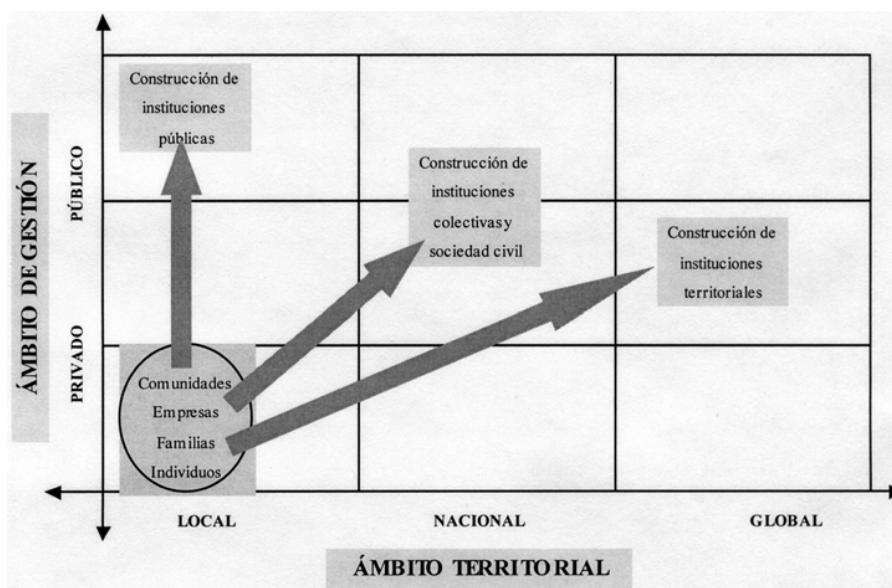 Construcción de
instituciones
públicas
Construcción de
instituciones
colectivas y
sociedad civil
Construcción de
instituciones
territoriales
ÁMBITO DE GESTIÓN
PÚBLICO
PRIVADO
Comunidades
Empresas
Familias
Individuos
LOCAL
NACIONAL
GLOBAL
ÁMBITO TERRITORIAL